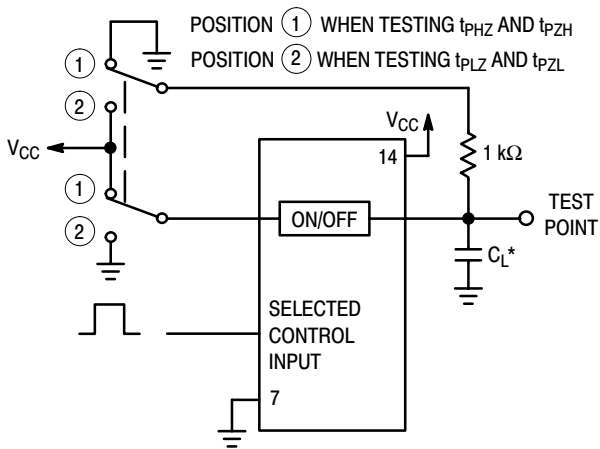 POSITION 1 WHEN TESTING tPHZ AND tPZH
POSITION 2 WHEN TESTING tPLZ AND tPZL
1
2
VCC
1
2
VCC
14
1 kΩ
ON/OFF
TEST
POINT
CL*
SELECTED
CONTROL
INPUT
7